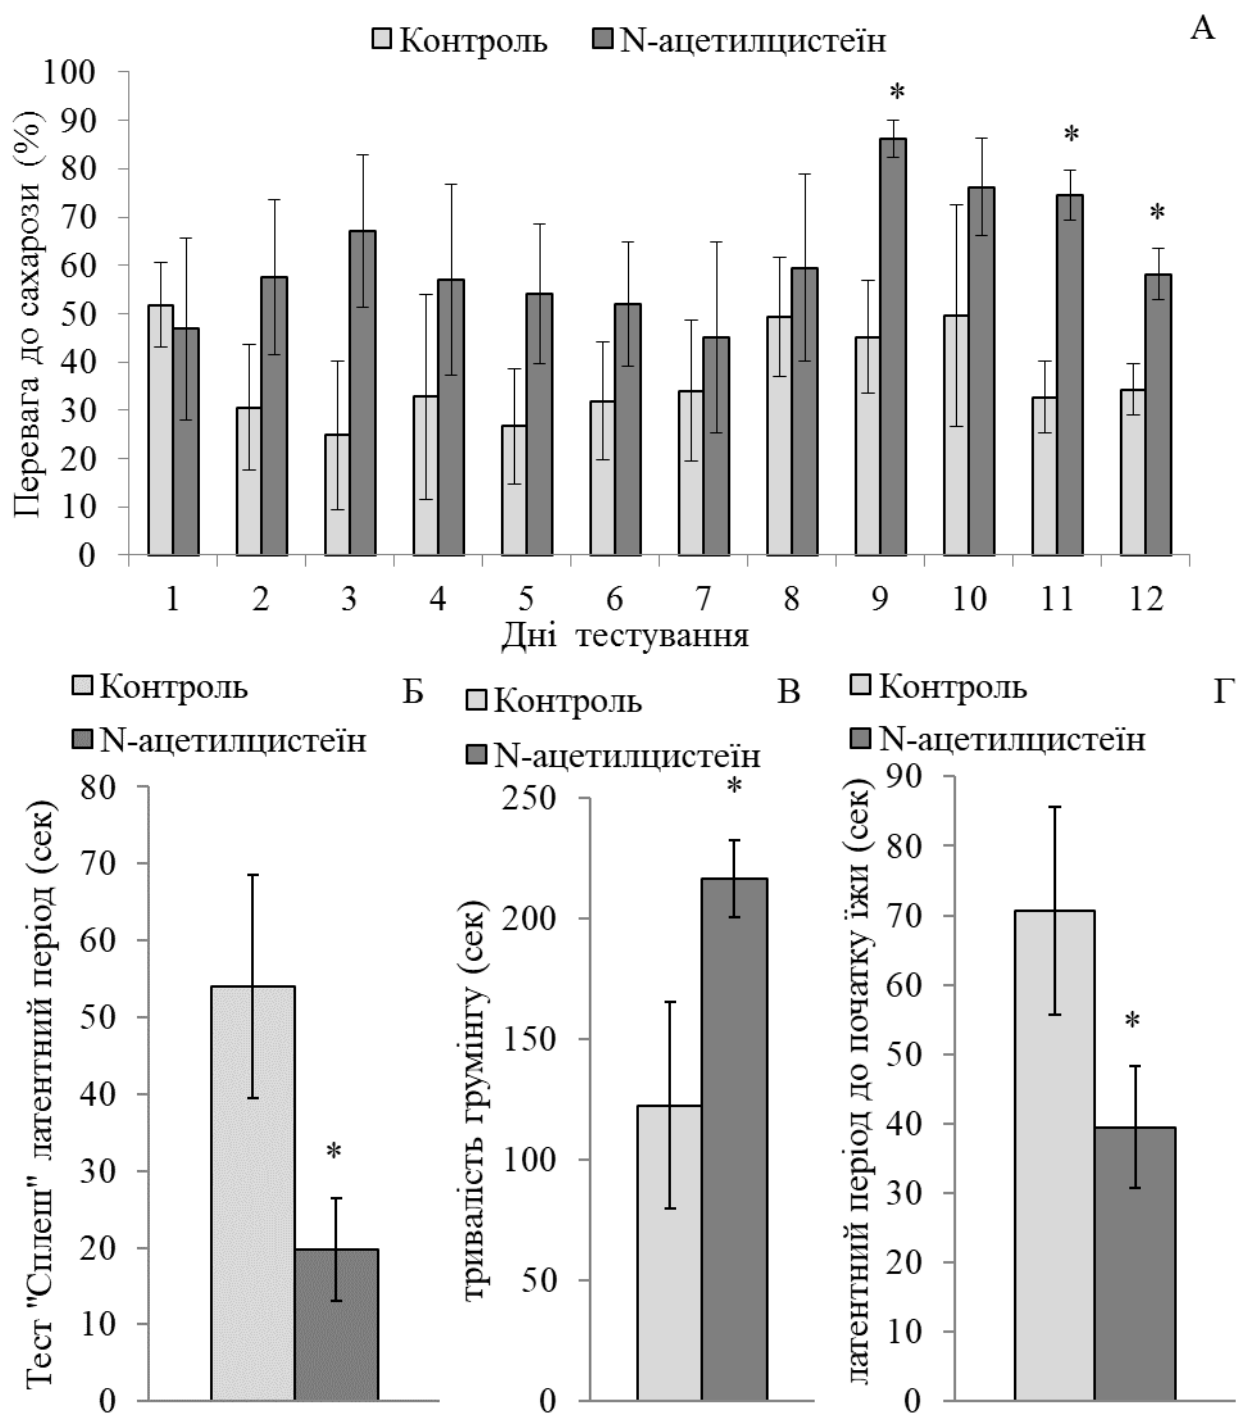 А
Контроль N-ацетилцистеїн
Перевага до сахарози (%)
100
90
80
70
60
50
40
30
20
10
0
* * *
1 2 3 4 5 6 7 8 9 10 11 12
Дні тестування
Контроль Б
N-ацетилцистеїн
Тест "Сплеш" латентний період (сек)
80
70
60
50
40
30
20
10
0
*
Контроль В
N-ацетилцистеїн
тривалість грумінгу (сек)
250
200
150
100
50
0
*
Контроль Г
N-ацетилцистеїн
латентний період до початку їжи (сек)
90
80
70
60
50
40
30
20
10
0
*